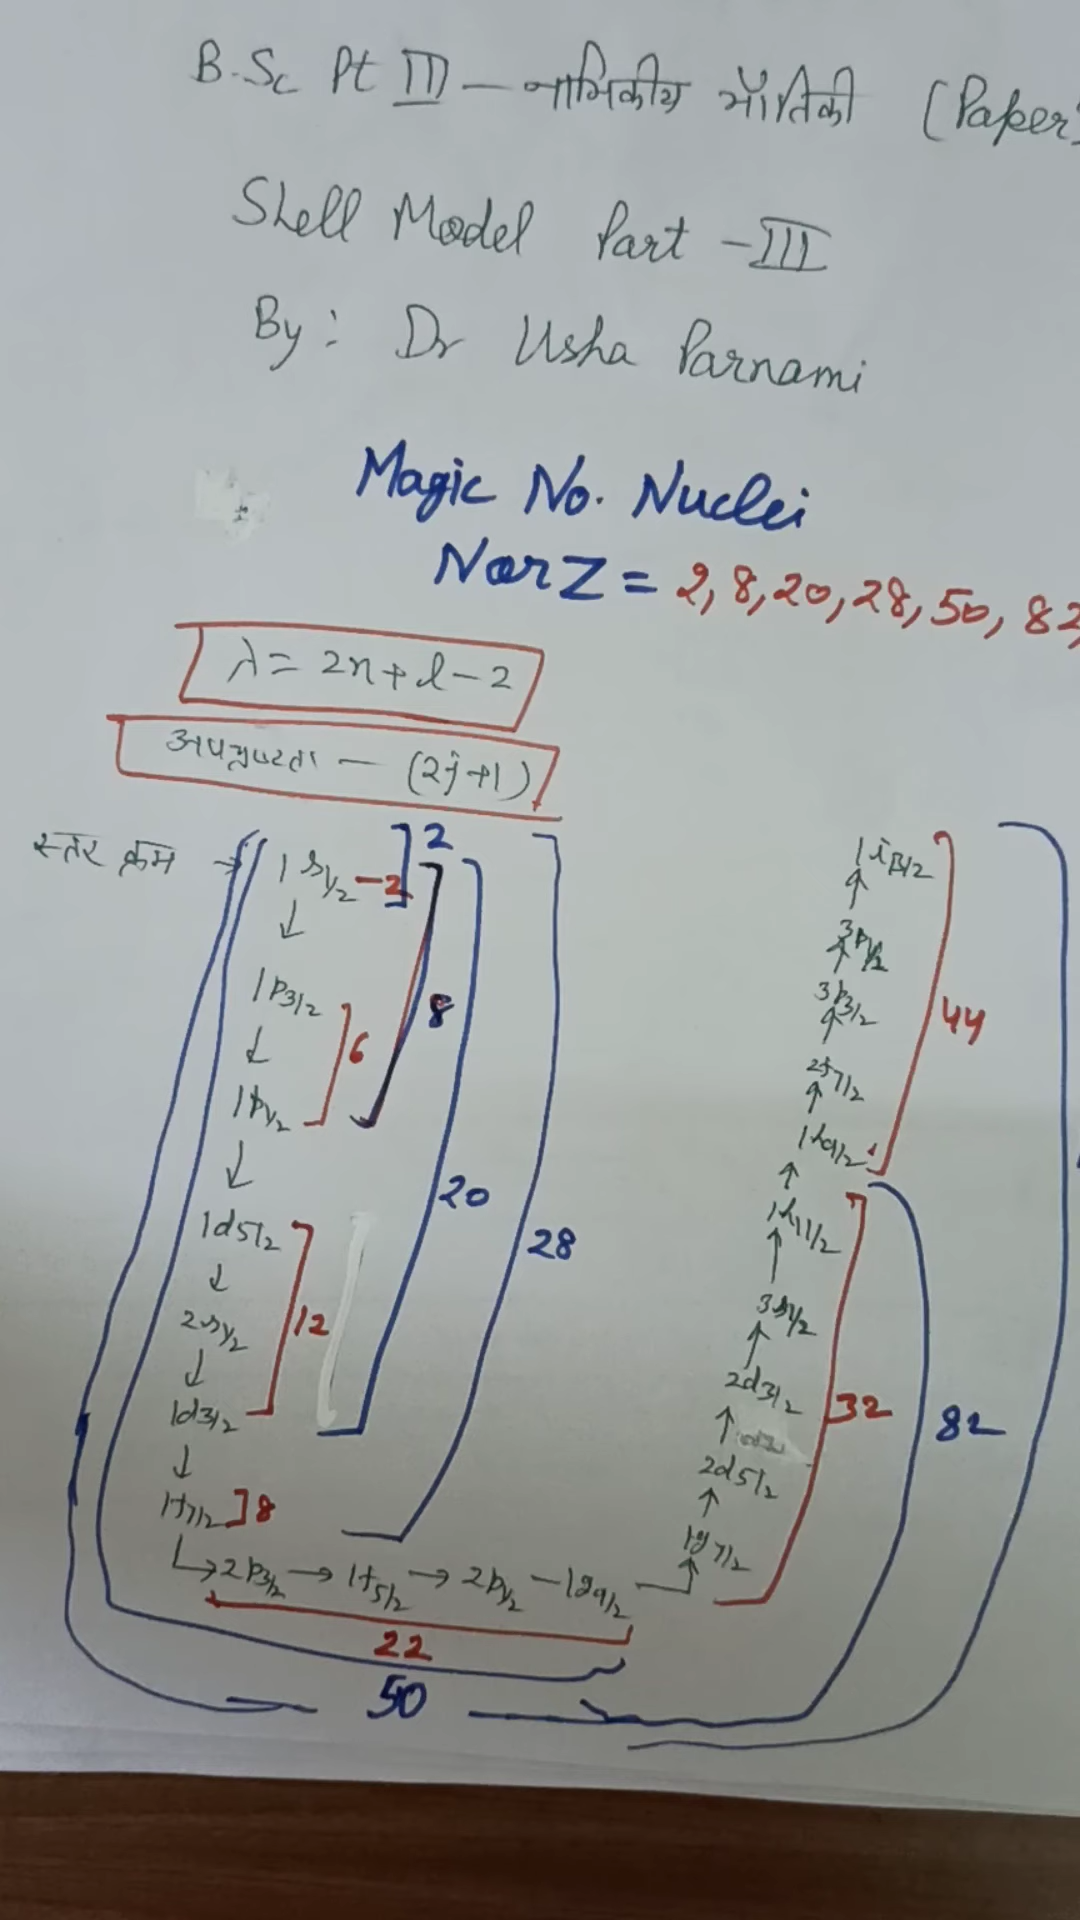 B.Sc Pt III — नाभिकीय भौतिकी (Paper
Shell Model Part - III
By: Dr Usha Parnami
Magic No. Nuclei
N or Z = 2, 8, 20, 28, 50, 82,
λ = 2n + l - 2
अपभ्रष्टता — (2j+1)
स्तर क्रम → 1s1/2 - 2 ] 2
↓
1p3/2
↓ 6 8
1p1/2
↓
1d5/2 20
↓ 28
2s1/2 12
↓
1d3/2
↓
1f7/2 ] 8
↳ 2p3/2 → 1f5/2 → 2p1/2 — 1g9/2
22
50
1i13/2
↑
3p1/2
↑
3p3/2 44
↑
2f7/2
↑
1h9/2
↑
1h11/2
↑
3s1/2
↑
2d3/2 32 82
↑
2d5/2
↑
1g7/2